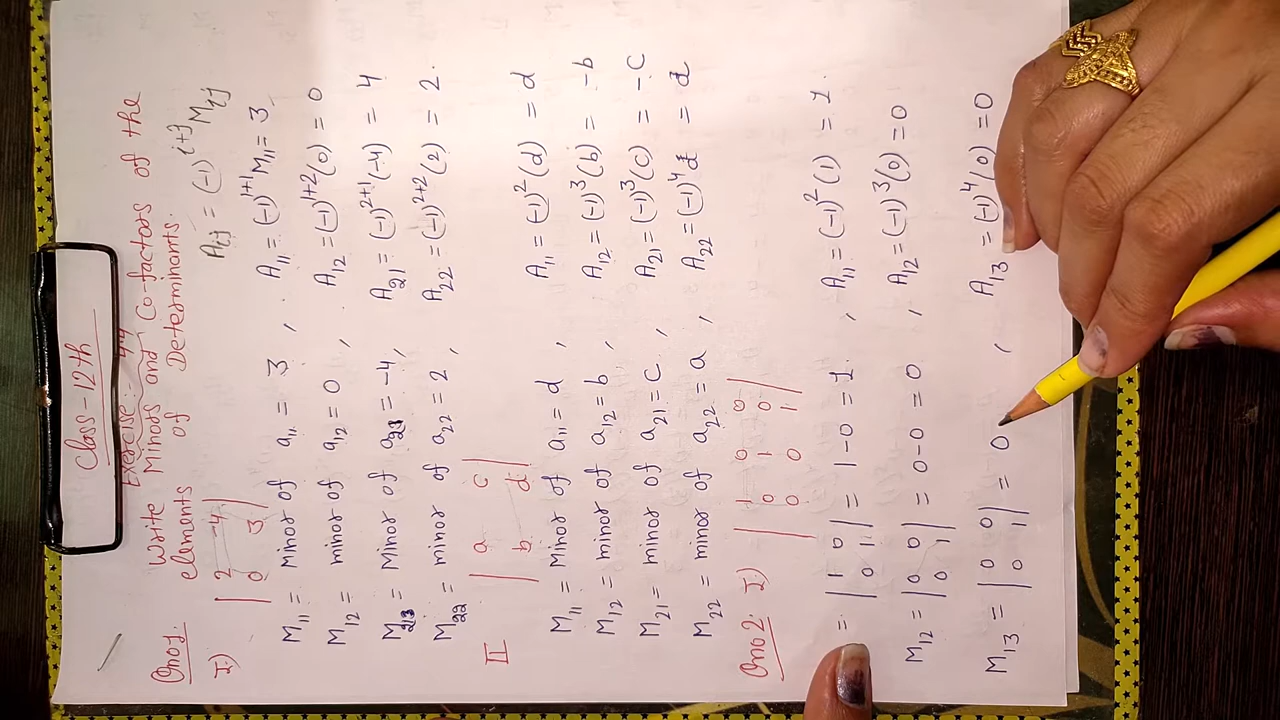 Class-12th
Exercise: 4.4
Qno1. Write Minors and Co-factors of the
elements of Determinants.
I.) | 2 -4 | Aij = (-1)^i+j Mij
| 0 3 |
M11 = Minor of a11 = 3 , A11 = (-1)^1+1 M11 = 3
M12 = minor of a12 = 0 , A12 = (-1)^1+2 (0) = 0
M21 = Minor of a21 = -4 , A21 = (-1)^2+1 (-4) = 4
M22 = minor of a22 = 2 , A22 = (-1)^2+2 (2) = 2.
II | a c |
| b d |
M11 = Minor of a11 = d , A11 = (-1)^2 (d) = d
M12 = minor of a12 = b , A12 = (-1)^3 (b) = -b
M21 = minor of a21 = c , A21 = (-1)^3 (c) = -c
M22 = minor of a22 = a ,
A22 = (-1)^4
Qno2. I) | 1 0 0 |
| 0 1 0 |
| 0 0 1 |
= | 1 0 | = 1-0 = 1 , A11 = (-1)^2 (1) = 1.
| 0 1 |
M12 = | 0 0 | = 0-0 = 0 , A12 = (-1)^3 (0) = 0
| 0 1 |
M13 = | 0 0 | = 0 , A13 = (-1)^4 (0) = 0
| 0 1 |